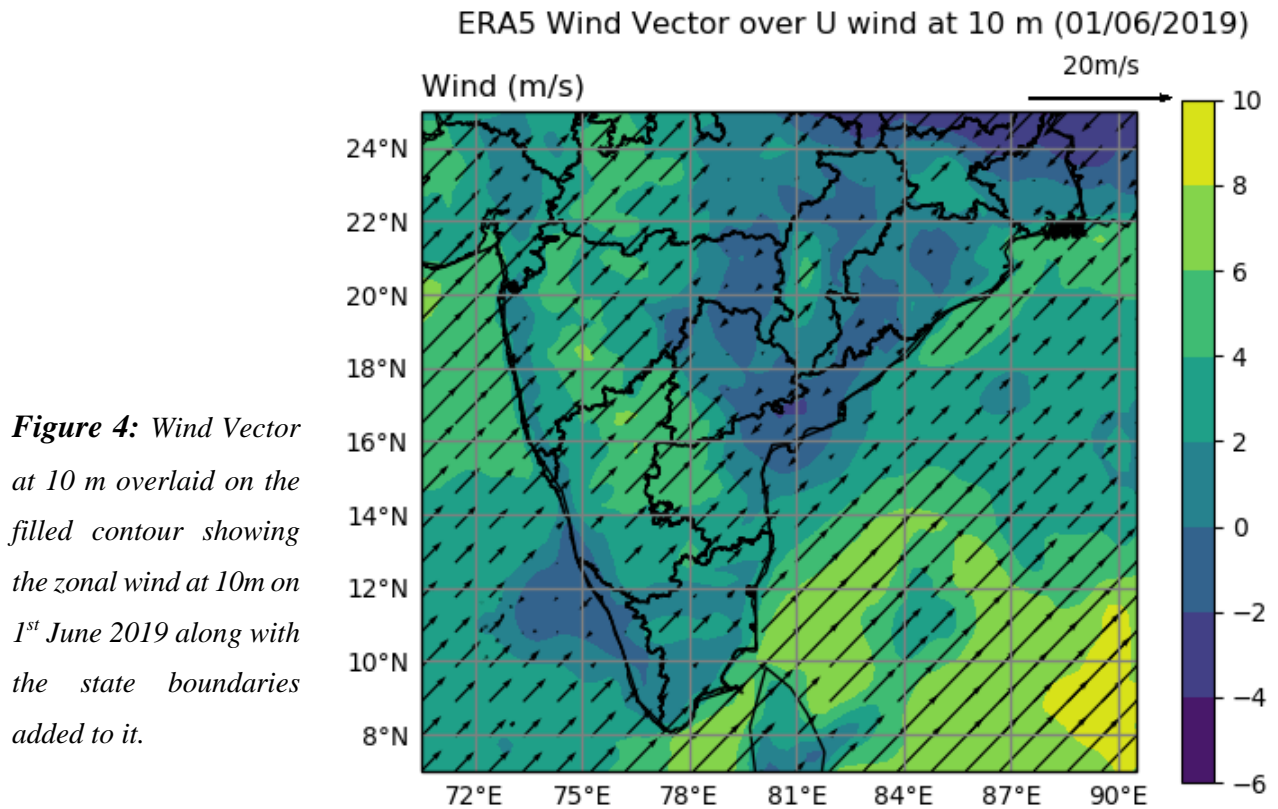 ERA5 Wind Vector over U wind at 10 m (01/06/2019)
20m/s
Wind (m/s)
24°N
22°N
20°N
18°N
16°N
14°N
12°N
10°N
8°N
72°E 75°E 78°E 81°E 84°E 87°E 90°E
10
8
6
4
2
0
−2
−4
−6
Figure 4: Wind Vector
at 10 m overlaid on the
filled contour showing
the zonal wind at 10m on
1st June 2019 along with
the state boundaries
added to it.